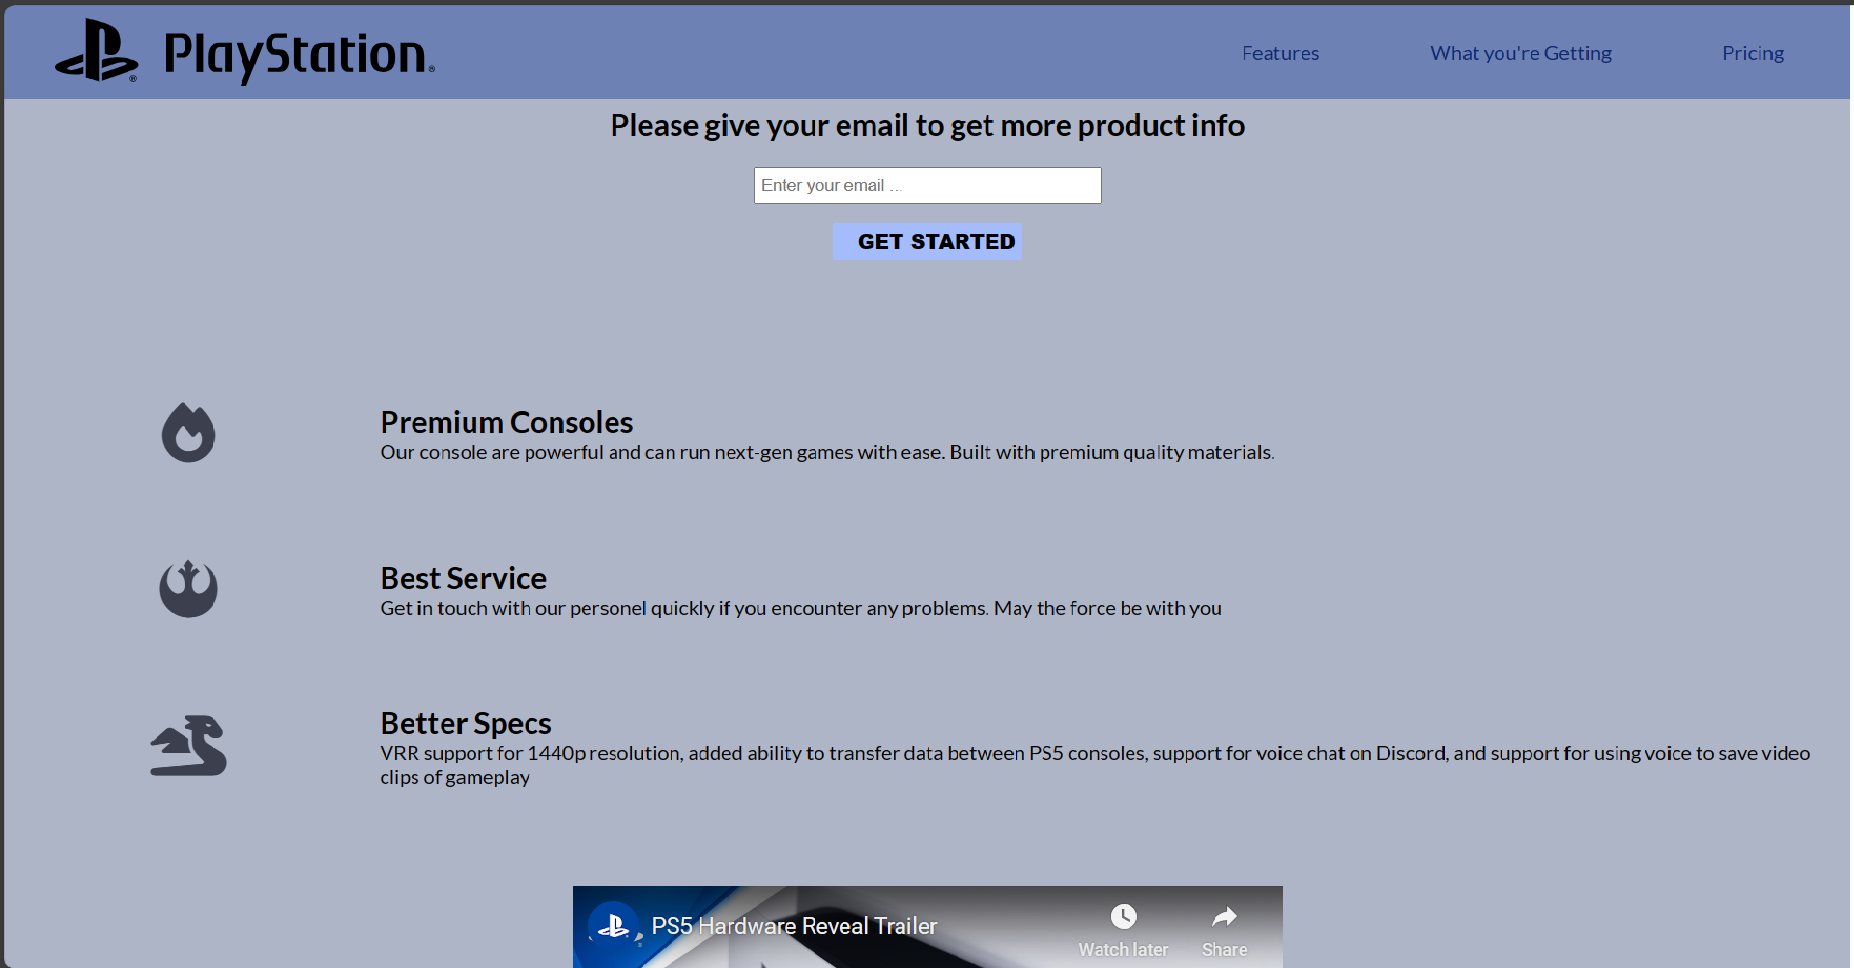 PlayStation®
Features
What you're Getting
Pricing
Please give your email to get more product info
Enter your email ...
GET STARTED
Premium Consoles
Our console are powerful and can run next-gen games with ease. Built with premium quality materials.
Best Service
Get in touch with our personel quickly if you encounter any problems. May the force be with you
Better Specs
VRR support for 1440p resolution, added ability to transfer data between PS5 consoles, support for voice chat on Discord, and support for using voice to save video
clips of gameplay
PS5 Hardware Reveal Trailer
Watch later
Share